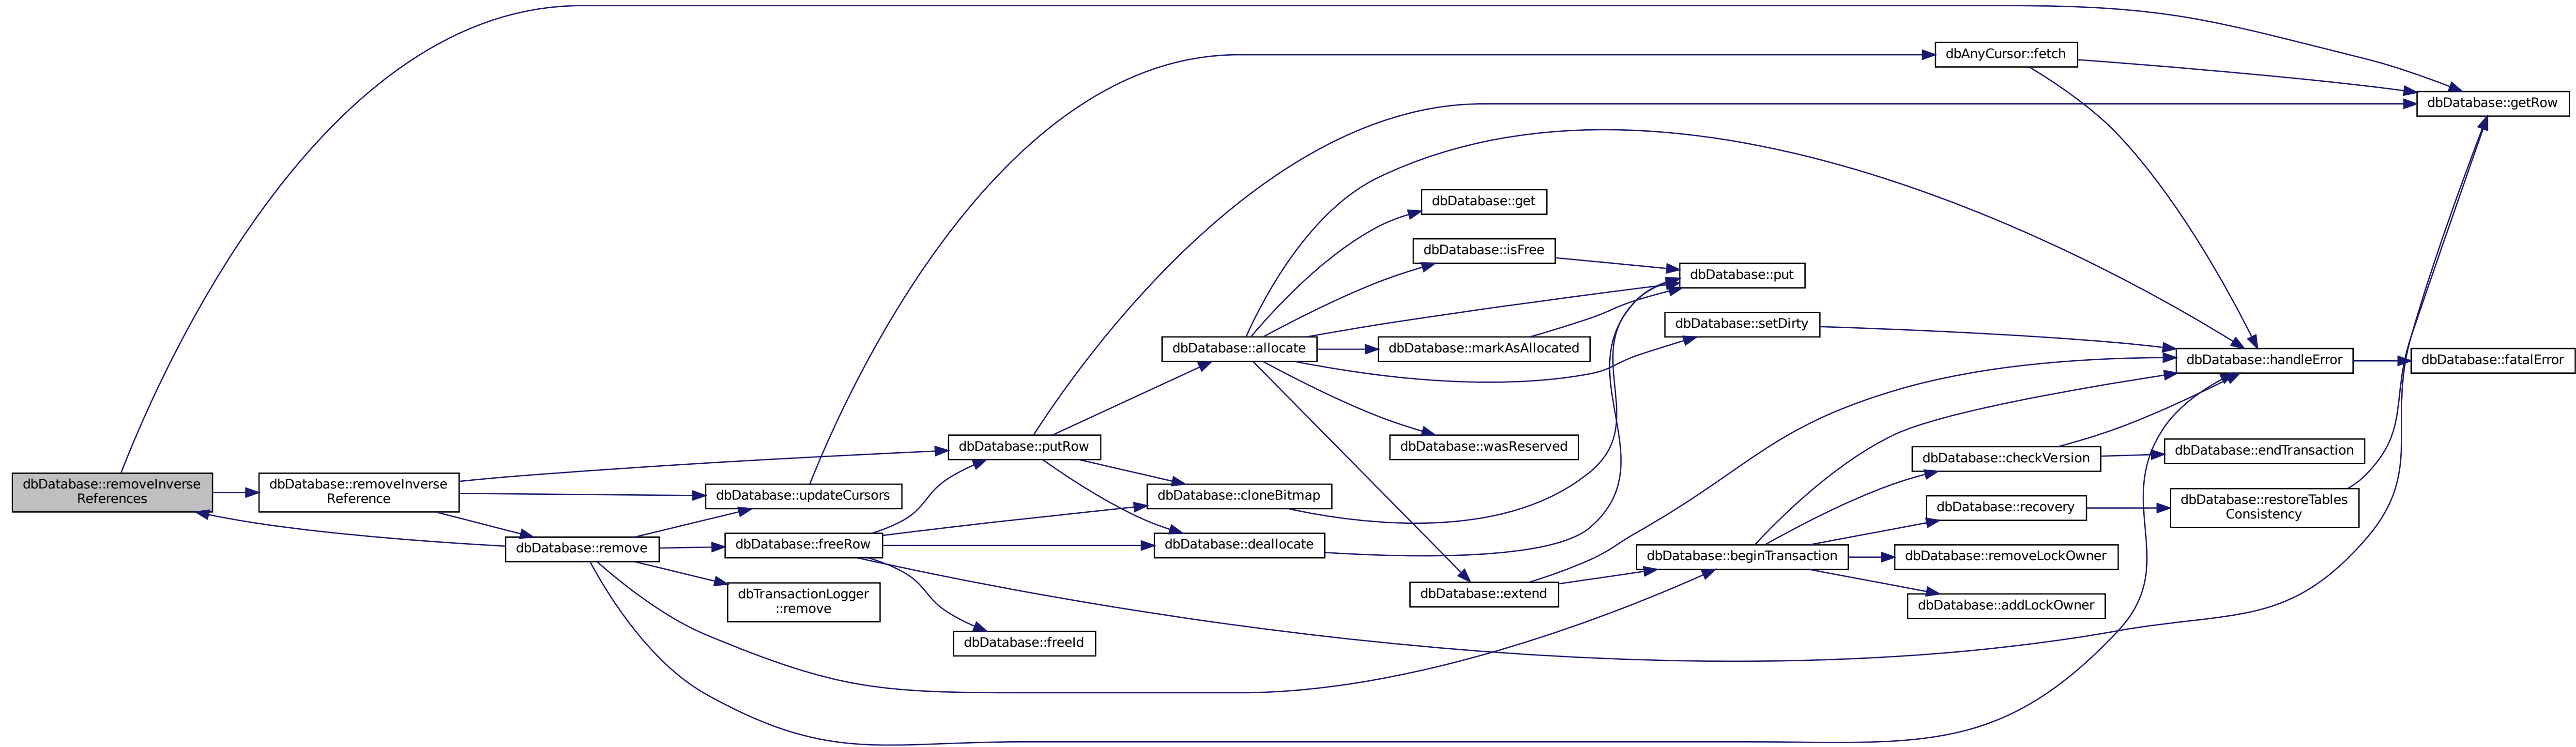 dbAnyCursor::fetch
dbDatabase::getRow
dbDatabase::get
dbDatabase::isFree
dbDatabase::put
dbDatabase::setDirty
dbDatabase::allocate
dbDatabase::markAsAllocated
dbDatabase::handleError
dbDatabase::fatalError
dbDatabase::putRow
dbDatabase::wasReserved
dbDatabase::checkVersion
dbDatabase::endTransaction
dbDatabase::removeInverse
References
dbDatabase::removeInverse
Reference
dbDatabase::updateCursors
dbDatabase::cloneBitmap
dbDatabase::recovery
dbDatabase::restoreTables
Consistency
dbDatabase::remove
dbDatabase::freeRow
dbDatabase::deallocate
dbDatabase::beginTransaction
dbDatabase::removeLockOwner
dbTransactionLogger
::remove
dbDatabase::extend
dbDatabase::addLockOwner
dbDatabase::freeId